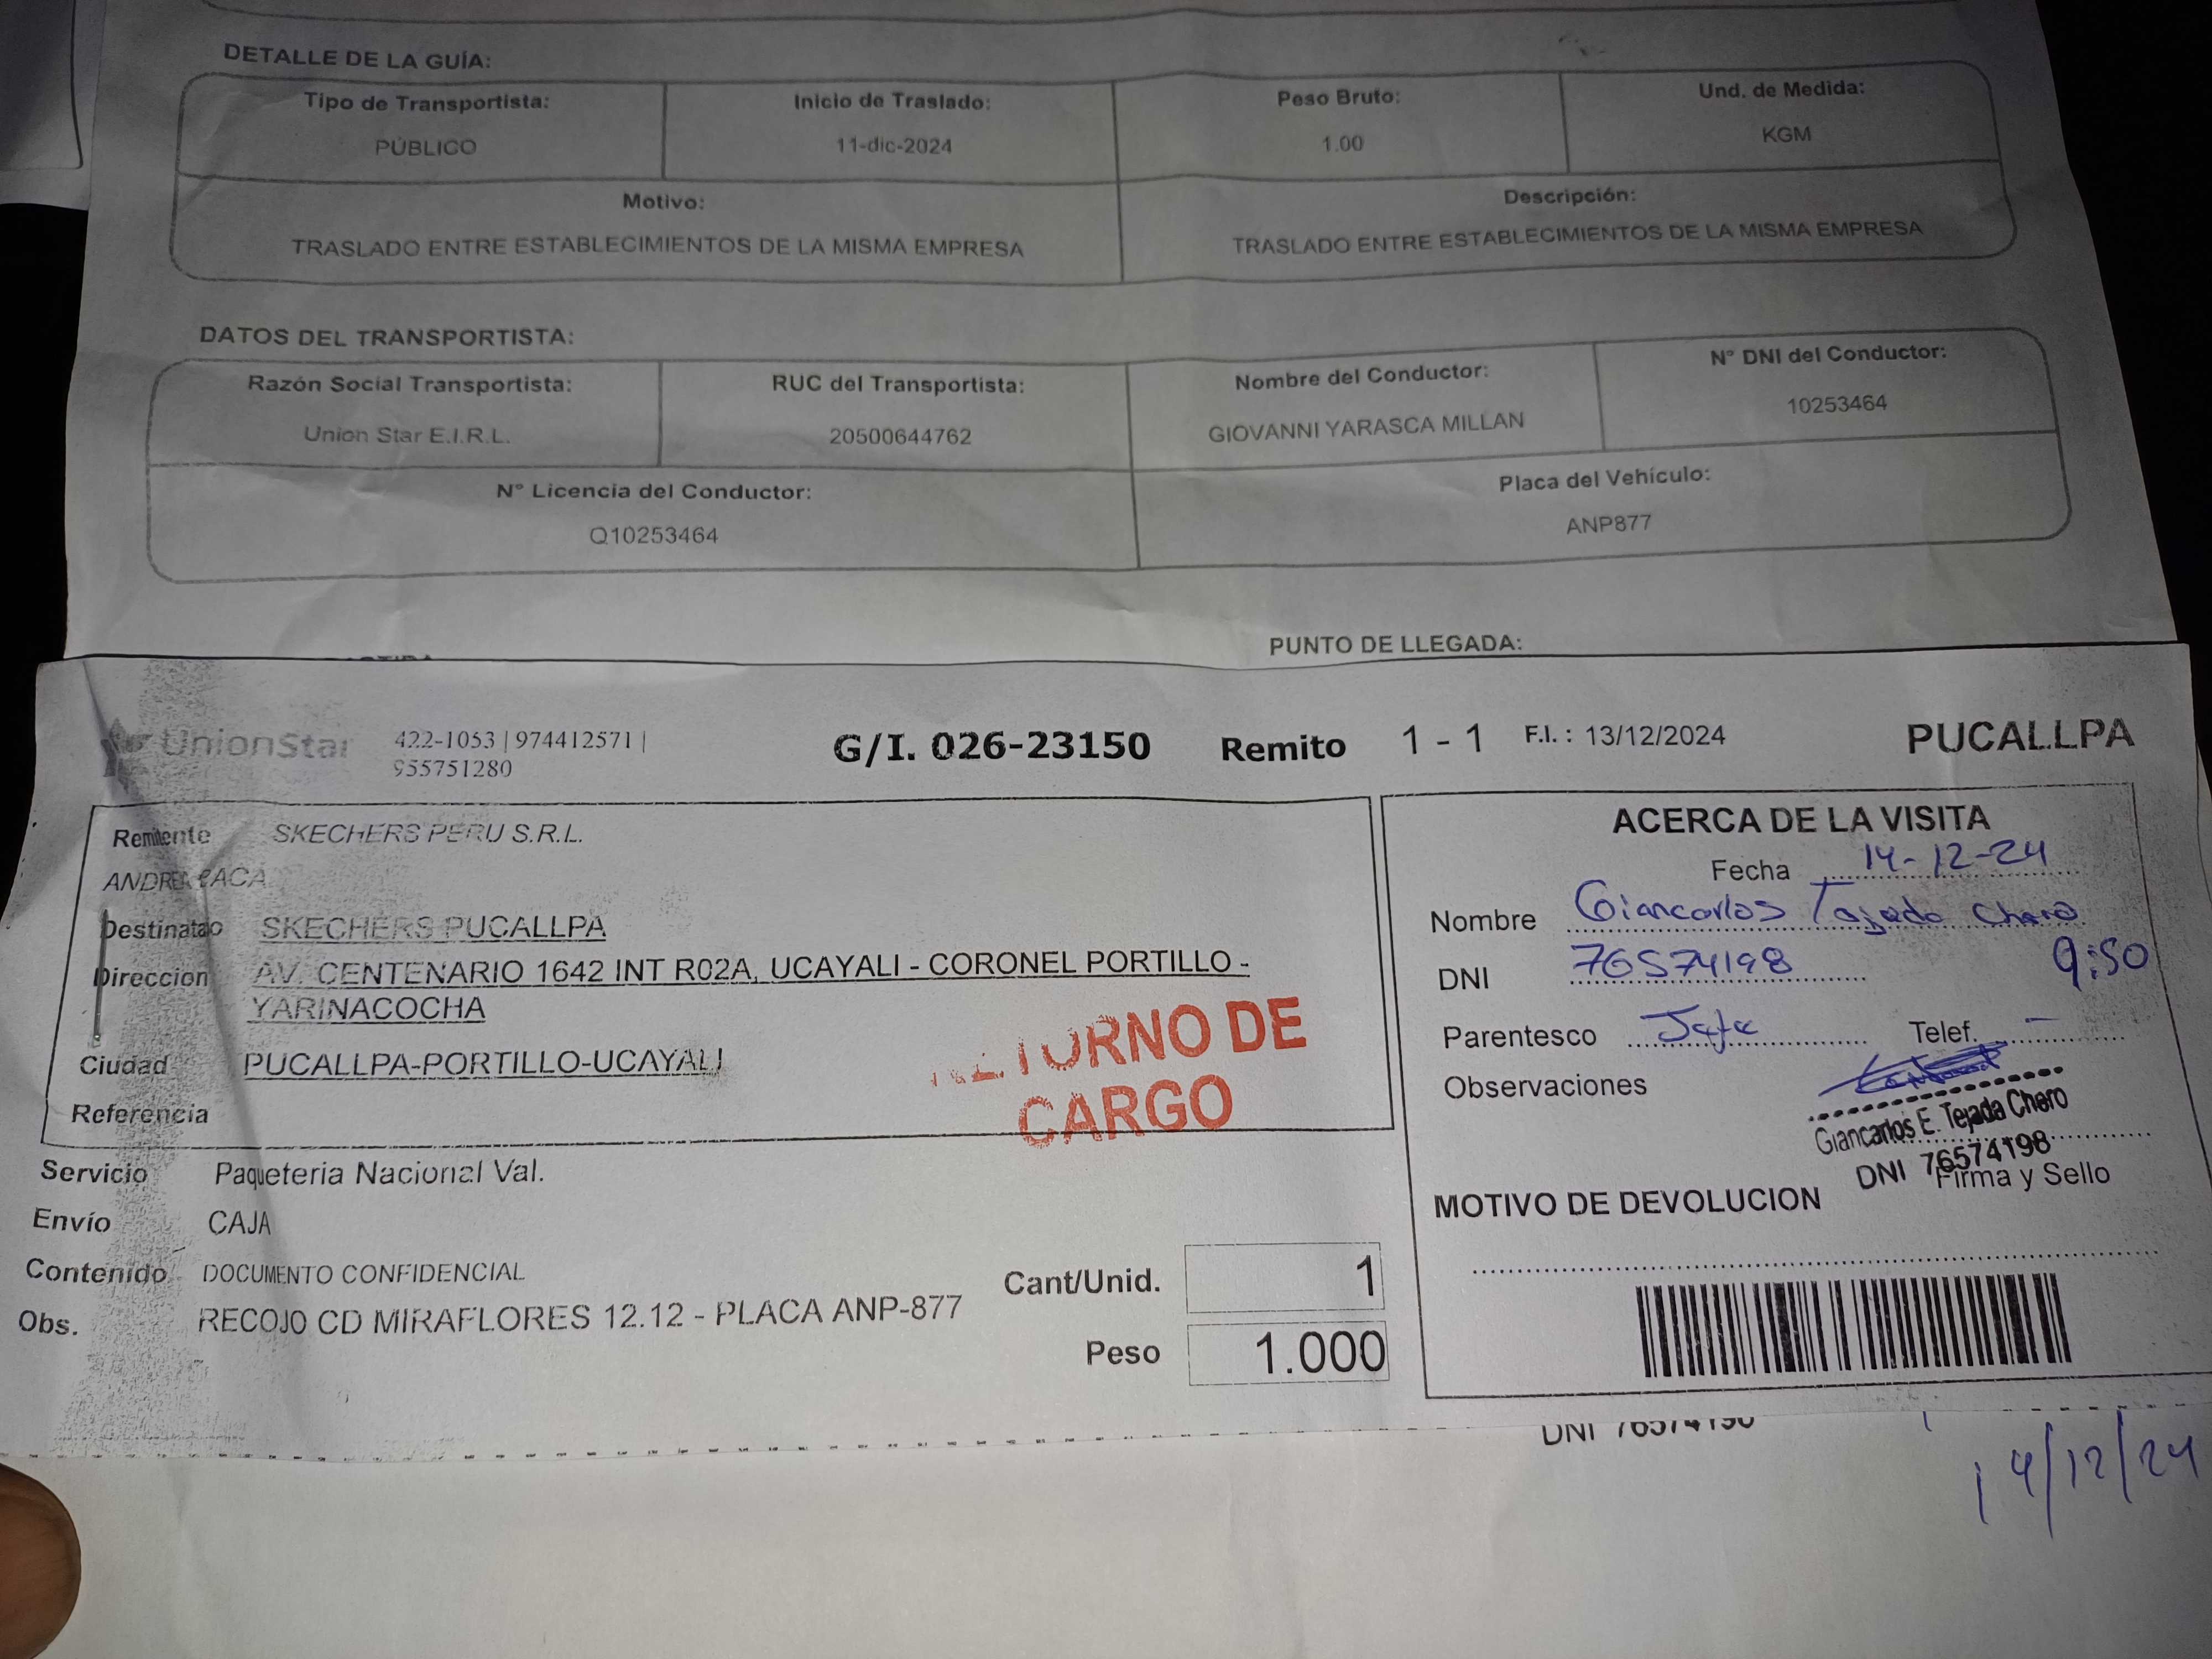 DETALLE DE LA GUÍA:
Tipo de Transportista: Inicio de Traslado: Peso Bruto: Und. de Medida:
PÚBLICO 11-dic-2024 1.00 KGM
Motivo: Descripción:
TRASLADO ENTRE ESTABLECIMIENTOS DE LA MISMA EMPRESA TRASLADO ENTRE ESTABLECIMIENTOS DE LA MISMA EMPRESA
DATOS DEL TRANSPORTISTA:
Razón Social Transportista: RUC del Transportista: Nombre del Conductor: N° DNI del Conductor:
Union Star E.I.R.L. 20500644762 GIOVANNI YARASCA MILLAN 10253464
N° Licencia del Conductor: Placa del Vehículo:
Q10253464 ANP877
PUNTO DE LLEGADA:
UnionStar 422-1053 | 974412571 | G/I. 026-23150 Remito 1 - 1 F.I. : 13/12/2024 PUCALLPA
955751280
Remitente SKECHERS PERU S.R.L.
ANDREA PACA
Destinatario SKECHERS PUCALLPA
Direccion AV. CENTENARIO 1642 INT R02A, UCAYALI - CORONEL PORTILLO -
YARINACOCHA
Ciudad PUCALLPA-PORTILLO-UCAYALI
Referencia
RETORNO DE
CARGO
Servicio Paqueteria Nacional Val.
Envío CAJA
Contenido DOCUMENTO CONFIDENCIAL
Obs. RECOJO CD MIRAFLORES 12.12 - PLACA ANP-877
Cant/Unid. 1
Peso 1.000
ACERCA DE LA VISITA
Fecha 14-12-24
Nombre Giancarlos Tejada Chero
DNI 76574198 9:50
Parentesco Jefe Telef. -
Observaciones
Giancarlos E. Tejada Chero
DNI 76574198
Firma y Sello
MOTIVO DE DEVOLUCION
DNI 76574198
14/12/24